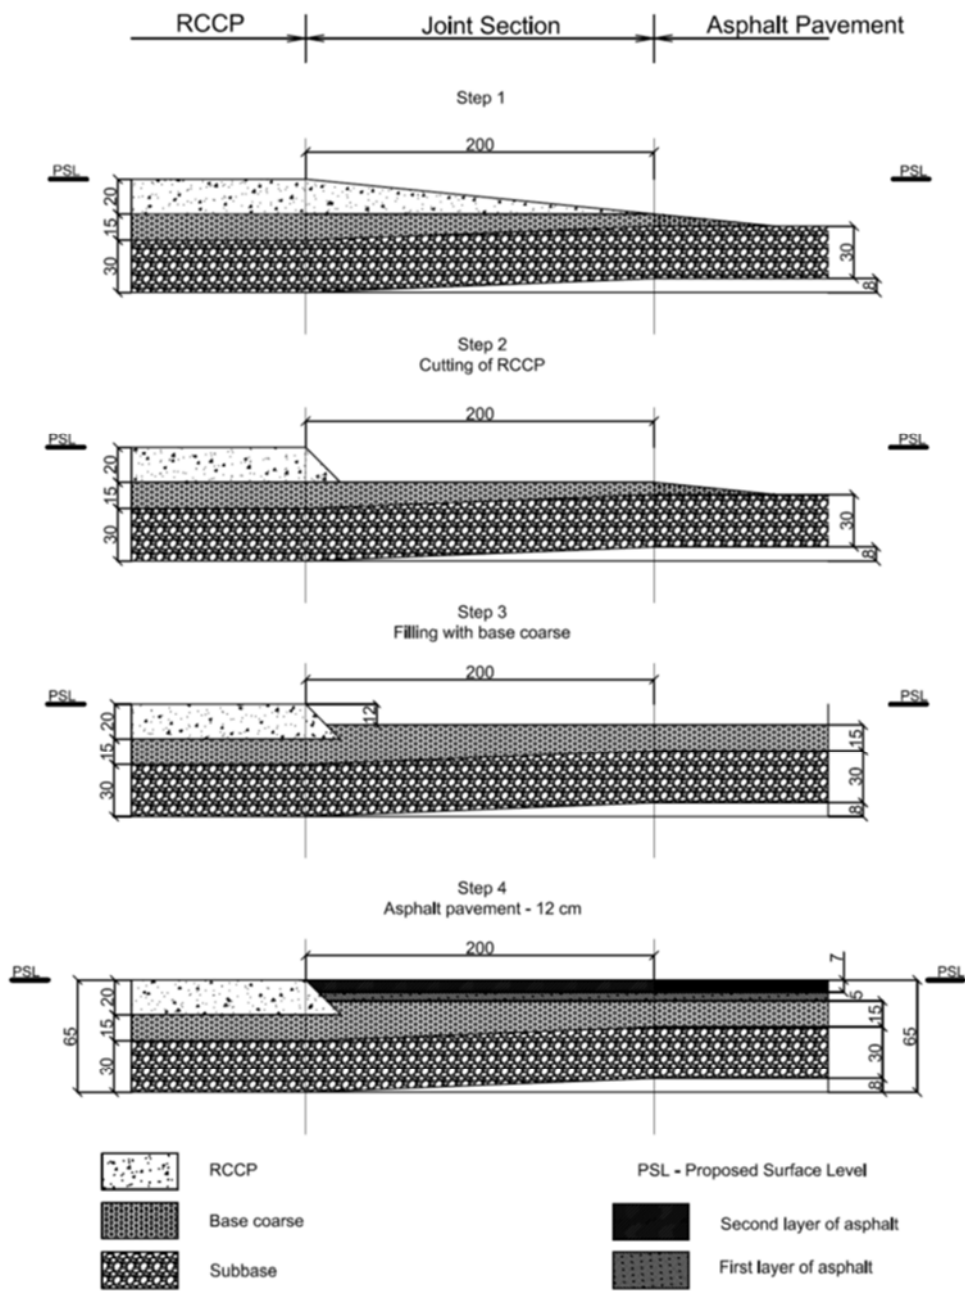 RCCP Joint Section Asphalt Pavement
Step 1
200
PSL PSL
20
15
30
30
8
Step 2
Cutting of RCCP
200
PSL PSL
20
15
30
30
8
Step 3
Filling with base coarse
200
PSL PSL
20
15
30
12
15
30
8
Step 4
Asphalt pavement - 12 cm
200
PSL PSL
7
5
20
15
30
65
15
30
8
65
RCCP PSL - Proposed Surface Level
Base coarse Second layer of asphalt
Subbase First layer of asphalt